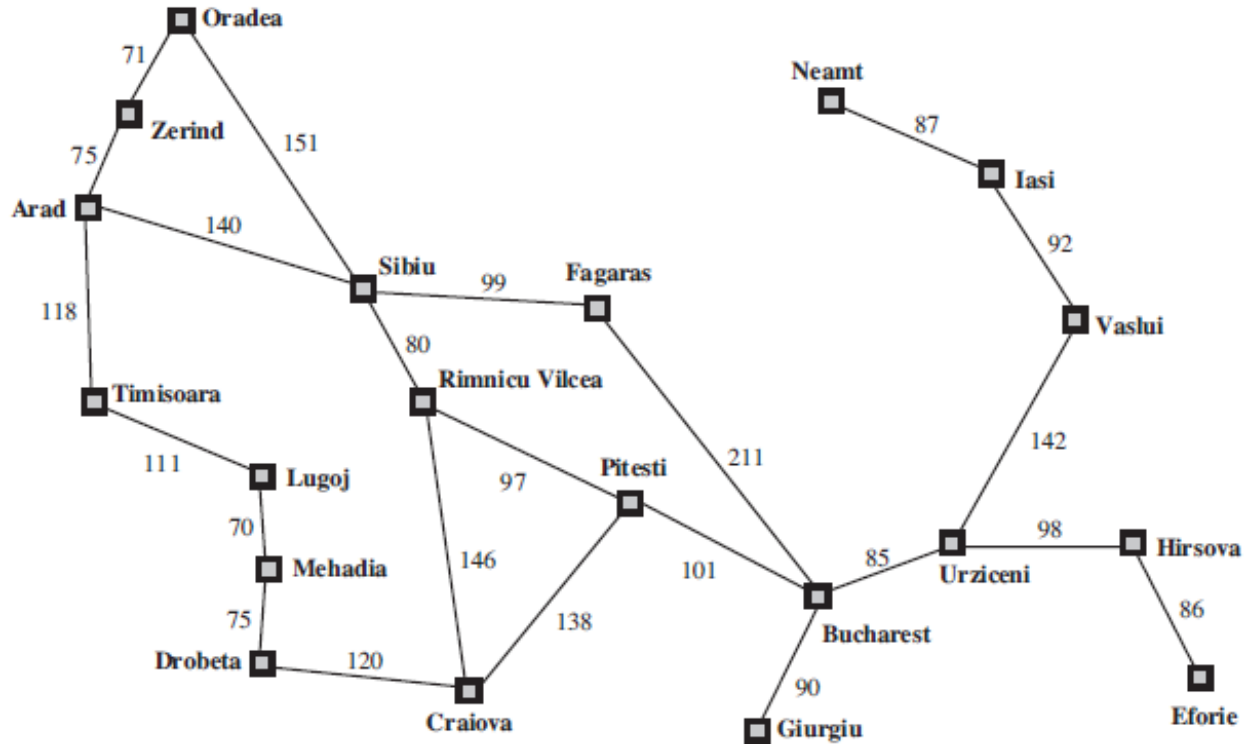 Oradea
71
Neamt
Zerind
87
151
75
Iasi
Arad
140
92
Sibiu
Fagaras
99
118
Vaslui
80
Timisoara
Rimnicu Vilcea
142
111
Lugoj
97
Pitesti
211
70
98
Hirsova
Mehadia
146
101
85
Urziceni
86
75
138
Bucharest
Drobeta
120
90
Craiova
Giurgiu
Eforie